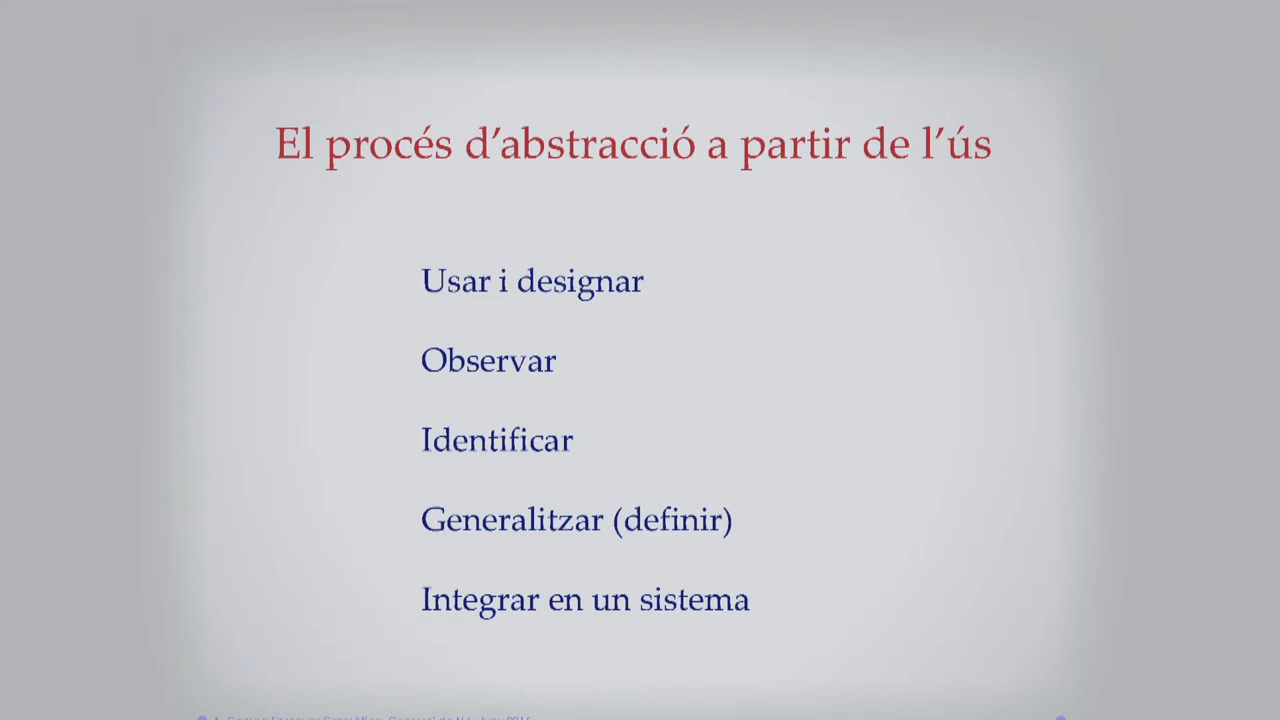 El procés d’abstracció a partir de l’ús
Usar i designar
Observar
Identificar
Generalitzar (definir)
Integrar en un sistema